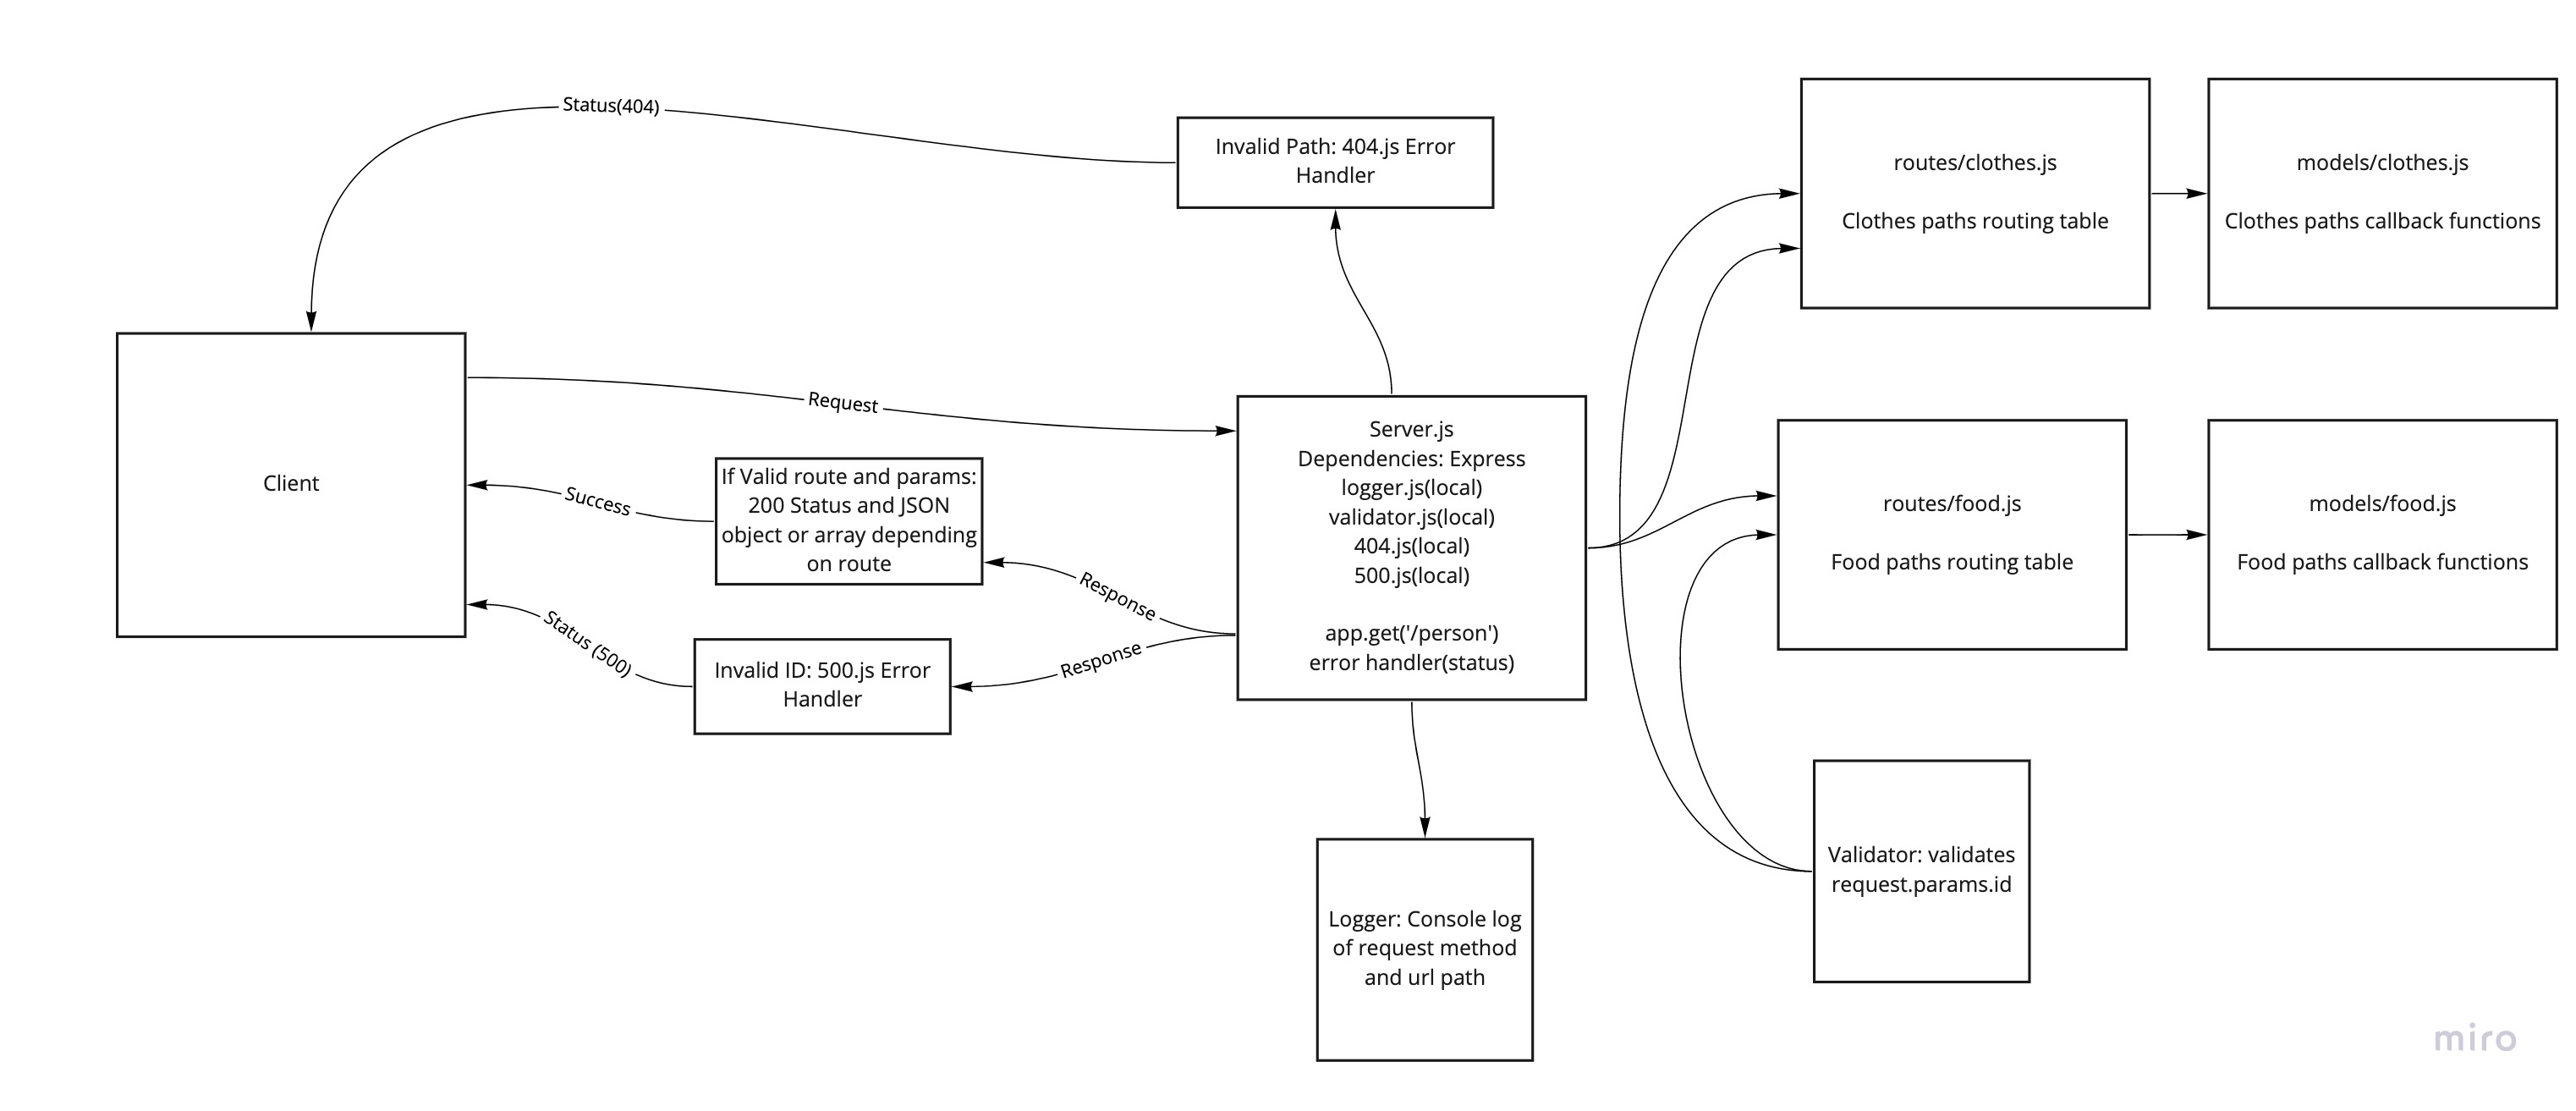 Status(404)
Invalid Path: 404.js Error
Handler
routes/clothes.js
Clothes paths routing table
models/clothes.js
Clothes paths callback functions
Client
Request
Success
Status (500)
If Valid route and params:
200 Status and JSON
object or array depending
on route
Invalid ID: 500.js Error
Handler
Response
Response
Server.js
Dependencies: Express
logger.js(local)
validator.js(local)
404.js(local)
500.js(local)
app.get('/person')
error handler(status)
routes/food.js
Food paths routing table
models/food.js
Food paths callback functions
Validator: validates
request.params.id
Logger: Console log
of request method
and url path
miro